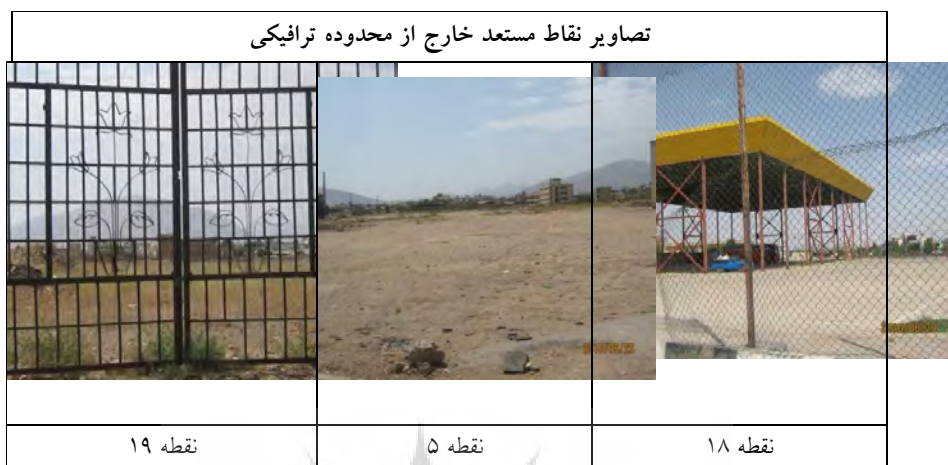 تصاویر نقاط مستعد خارج از محدوده ترافیکی
نقطه ۱۸
نقطه ۵
نقطه ۱۹